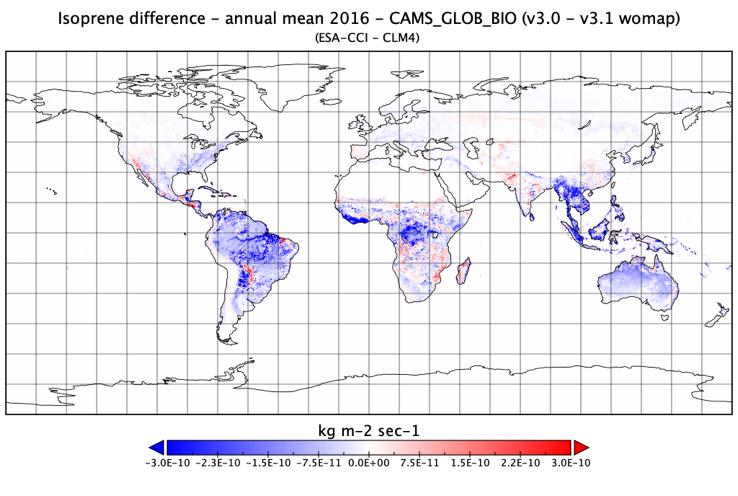 Isoprene difference – annual mean 2016 – CAMS_GLOB_BIO (v3.0 – v3.1 womap)
(ESA-CCI – CLM4)
kg m-2 sec-1
-3.0E-10 -2.3E-10 -1.5E-10 -7.5E-11 0.0E+00 7.5E-11 1.5E-10 2.2E-10 3.0E-10